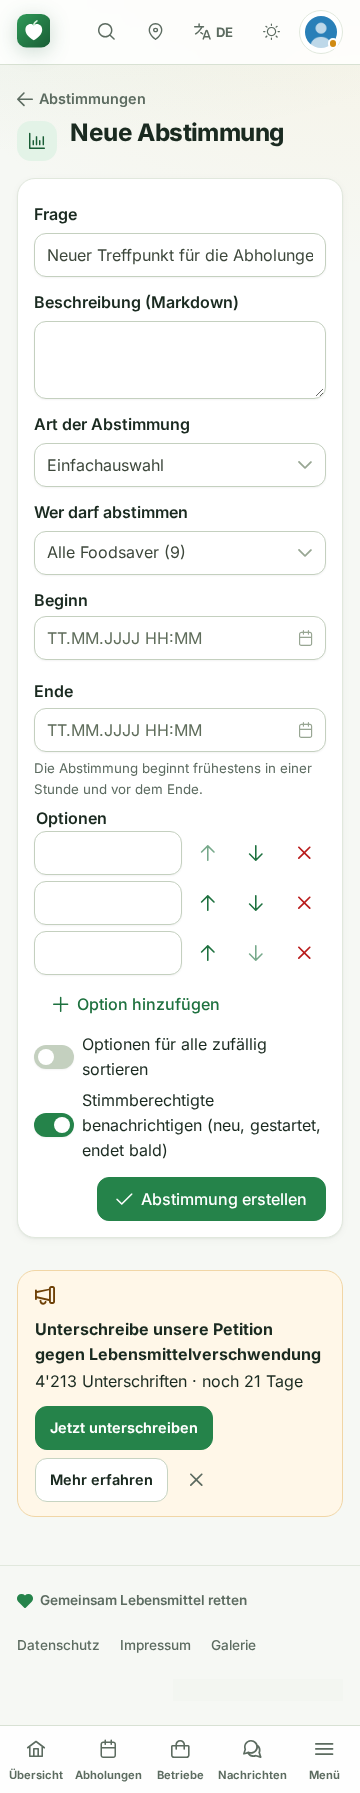 DE
Abstimmungen
Neue Abstimmung
Frage
Neuer Treffpunkt für die Abholunge
Beschreibung (Markdown)
Art der Abstimmung
Einfachauswahl
Wer darf abstimmen
Alle Foodsaver (9)
Beginn
TT.MM.JJJJ HH:MM
Ende
TT.MM.JJJJ HH:MM
Die Abstimmung beginnt frühestens in einer
Stunde und vor dem Ende.
Optionen
Option hinzufügen
Optionen für alle zufällig
sortieren
Stimmberechtigte
benachrichtigen (neu, gestartet,
endet bald)
Abstimmung erstellen
Unterschreibe unsere Petition
gegen Lebensmittelverschwendung
4'213 Unterschriften · noch 21 Tage
Jetzt unterschreiben
Mehr erfahren
Gemeinsam Lebensmittel retten
Datenschutz Impressum Galerie
Übersicht Abholungen Betriebe Nachrichten Menü